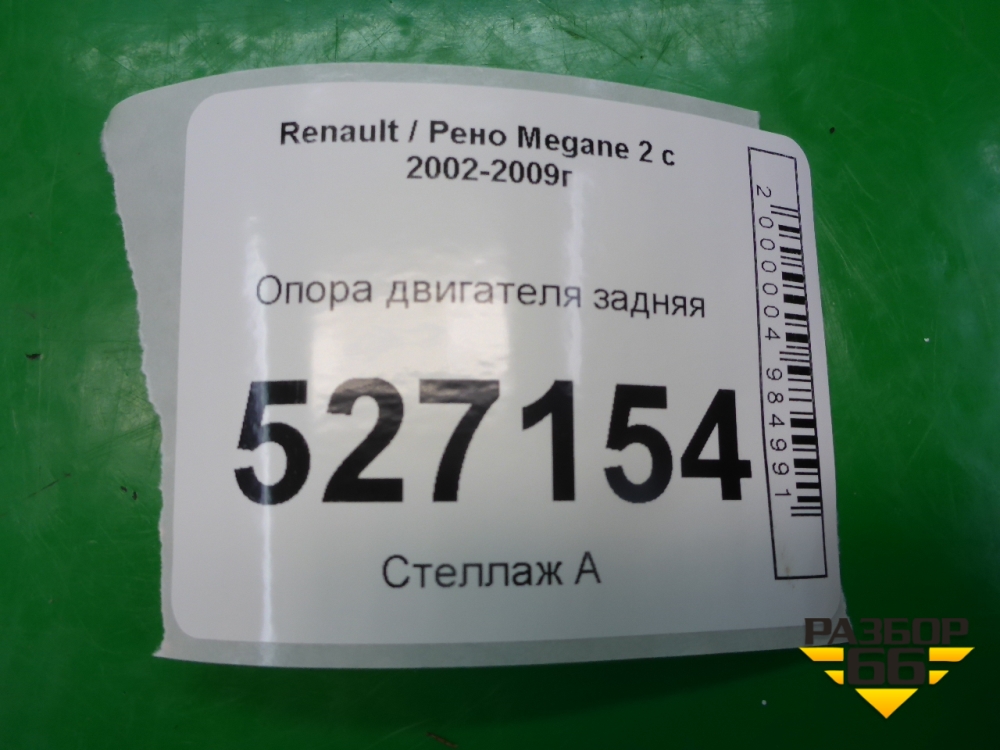 Renault / Рено Megane 2 с
2002-2009г
Опора двигателя задняя
527154
Стеллаж А
2000004984991
РАЗБОР
66